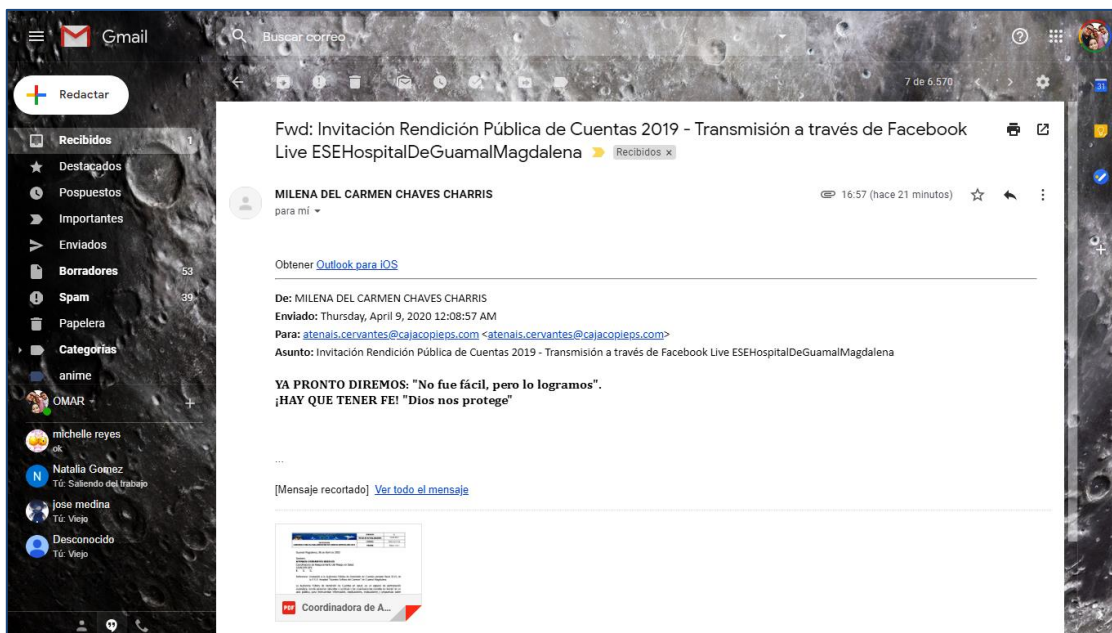 Gmail
Buscar correo
Redactar
7 de 6.570
31
Recibidos 1
Destacados
Pospuestos
Importantes
Enviados
Borradores 53
Spam 39
Papelera
Categorías
anime
OMAR
michelle reyes
ok
N
Natalia Gomez
Tú: Saliendo del trabajo
jose medina
Tú: Viejo
Desconocido
Tú: Viejo
Fwd: Invitación Rendición Pública de Cuentas 2019 - Transmisión a través de Facebook
Live ESEHospitalDeGuamalMagdalena Recibidos x
MILENA DEL CARMEN CHAVES CHARRIS
16:57 (hace 21 minutos)
para mí
Obtener Outlook para iOS
De: MILENA DEL CARMEN CHAVES CHARRIS
Enviado: Thursday, April 9, 2020 12:08:57 AM
Para: atenais.cervantes@cajacopieps.com <atenais.cervantes@cajacopieps.com>
Asunto: Invitación Rendición Pública de Cuentas 2019 - Transmisión a través de Facebook Live ESEHospitalDeGuamalMagdalena
YA PRONTO DIREMOS: "No fue fácil, pero lo logramos".
¡HAY QUE TENER FE! "Dios nos protege"
...
[Mensaje recortado] Ver todo el mensaje
PDF Coordinadora de A...